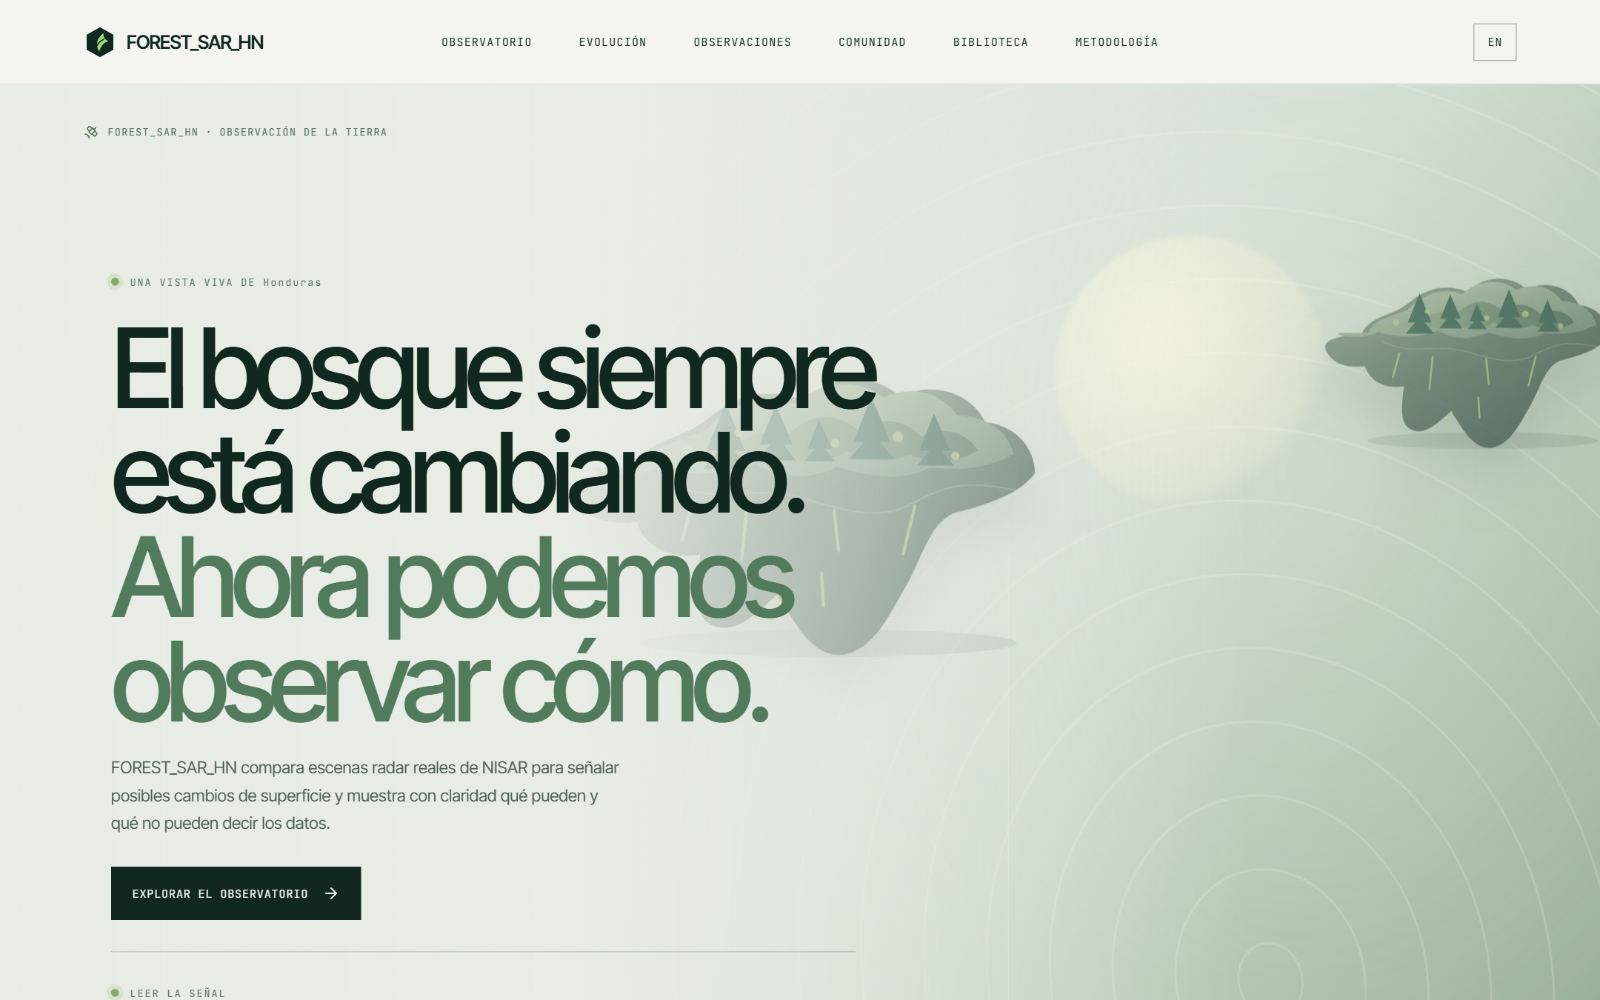 FOREST_SAR_HN
OBSERVATORIO
EVOLUCIÓN
OBSERVACIONES
COMUNIDAD
BIBLIOTECA
METODOLOGÍA
EN
FOREST_SAR_HN · OBSERVACIÓN DE LA TIERRA
UNA VISTA VIVA DE Honduras
El bosque siempre
está cambiando.
Ahora podemos
observar cómo.
FOREST_SAR_HN compara escenas radar reales de NISAR para señalar
posibles cambios de superficie y muestra con claridad qué pueden y
qué no pueden decir los datos.
EXPLORAR EL OBSERVATORIO
LEER LA SEÑAL